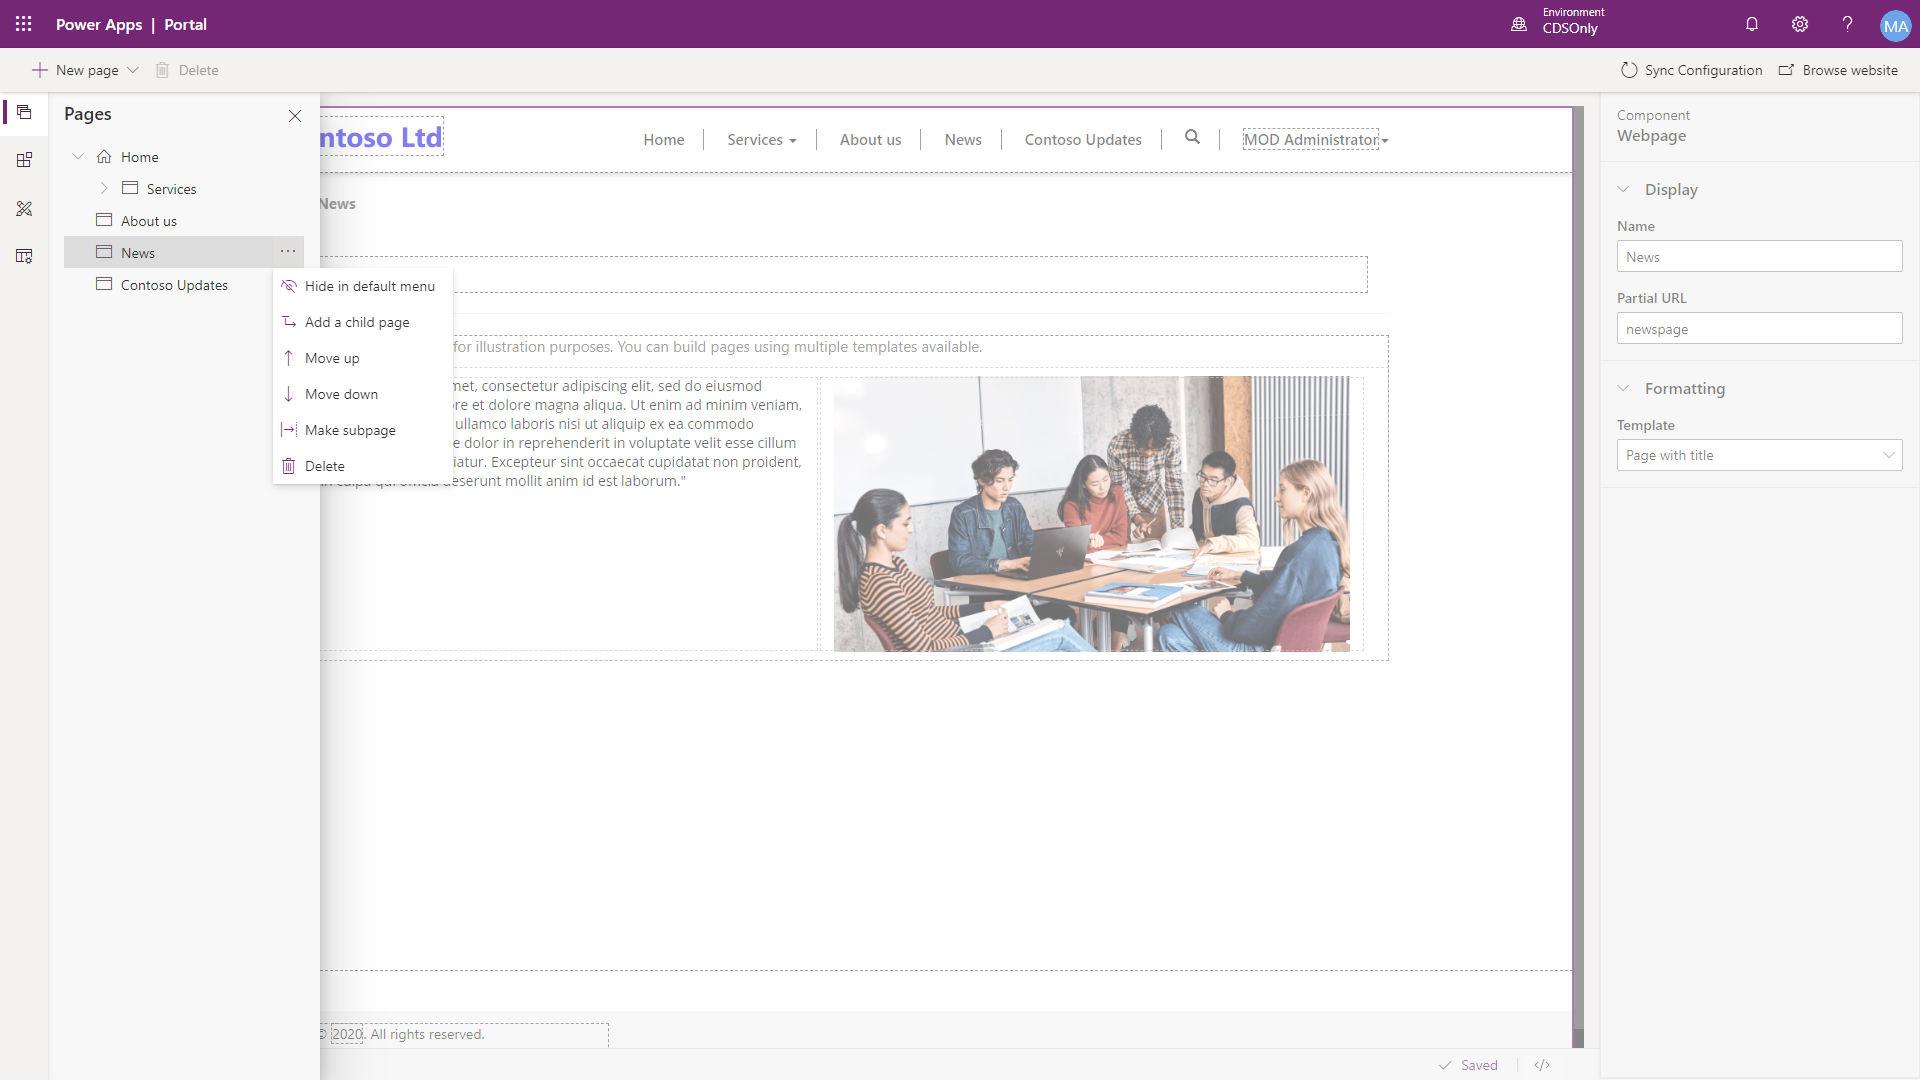 Power Apps | Portal
Environment
CDSOnly
MA
New page
Delete
Sync Configuration
Browse website
Pages
Home
Services
About us
News
Contoso Updates
Hide in default menu
Add a child page
Move up
Move down
Make subpage
Delete
ntoso Ltd
Home
Services
About us
News
Contoso Updates
MOD Administrator
News
for illustration purposes. You can build pages using multiple templates available.
met, consectetur adipiscing elit, sed do eiusmod
ore et dolore magna aliqua. Ut enim ad minim veniam,
ullamco laboris nisi ut aliquip ex ea commodo
e dolor in reprehenderit in voluptate velit esse cillum
iatur. Excepteur sint occaecat cupidatat non proident,
deserunt mollit anim id est laborum."
© 2020. All rights reserved.
Saved
</>
Component
Webpage
Display
Name
News
Partial URL
newspage
Formatting
Template
Page with title